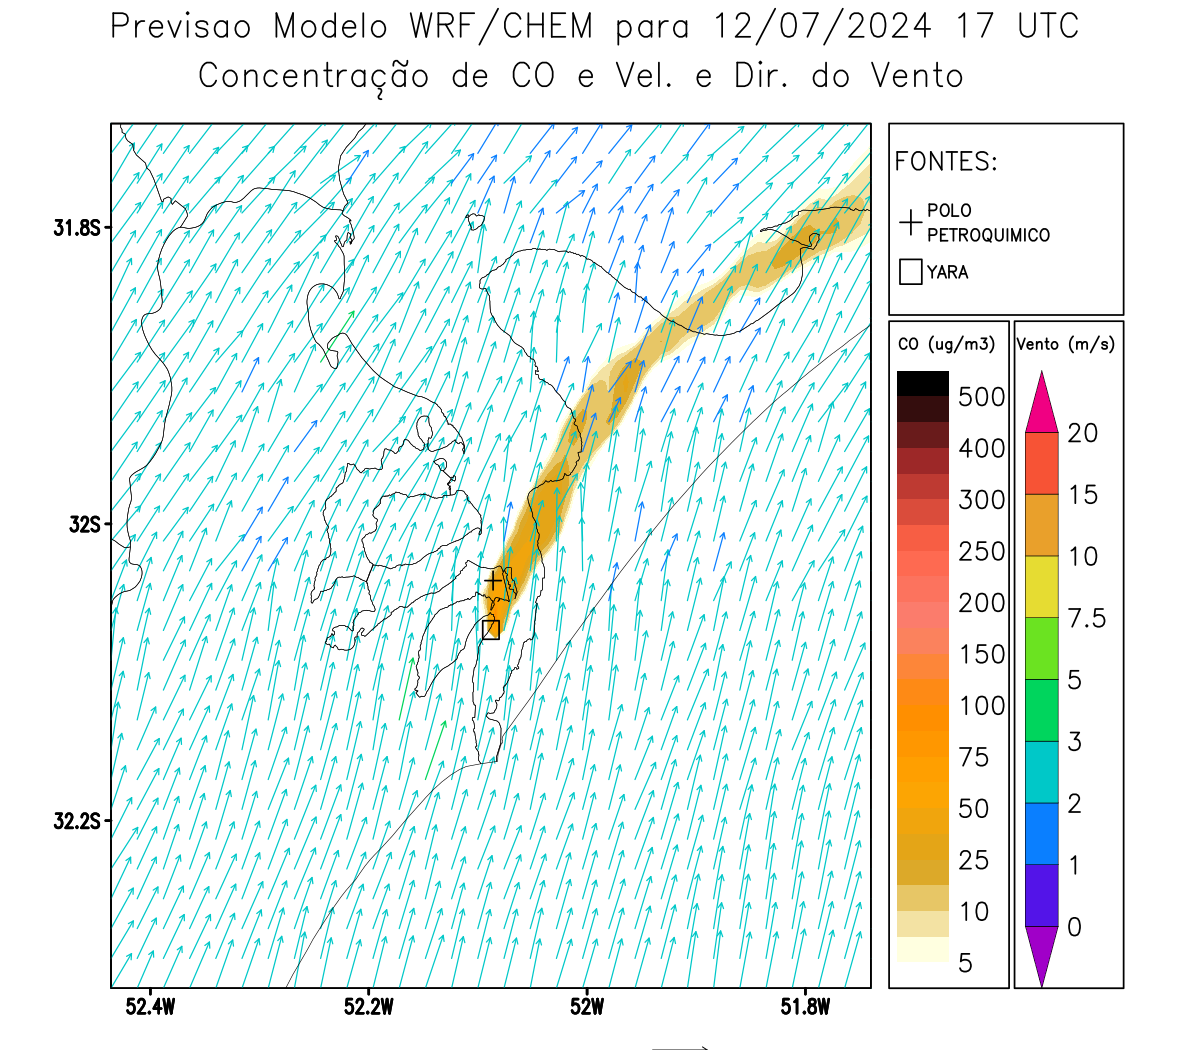 Previsao Modelo WRF/CHEM para 12/07/2024 17 UTC
Concentração de CO e Vel. e Dir. do Vento
FONTES:
POLO
PETROQUIMICO
YARA
CO (ug/m3)
500
400
300
250
200
150
100
75
50
25
10
5
Vento (m/s)
20
15
10
7.5
5
3
2
1
0
31.8S
32S
32.2S
52.4W
52.2W
52W
51.8W